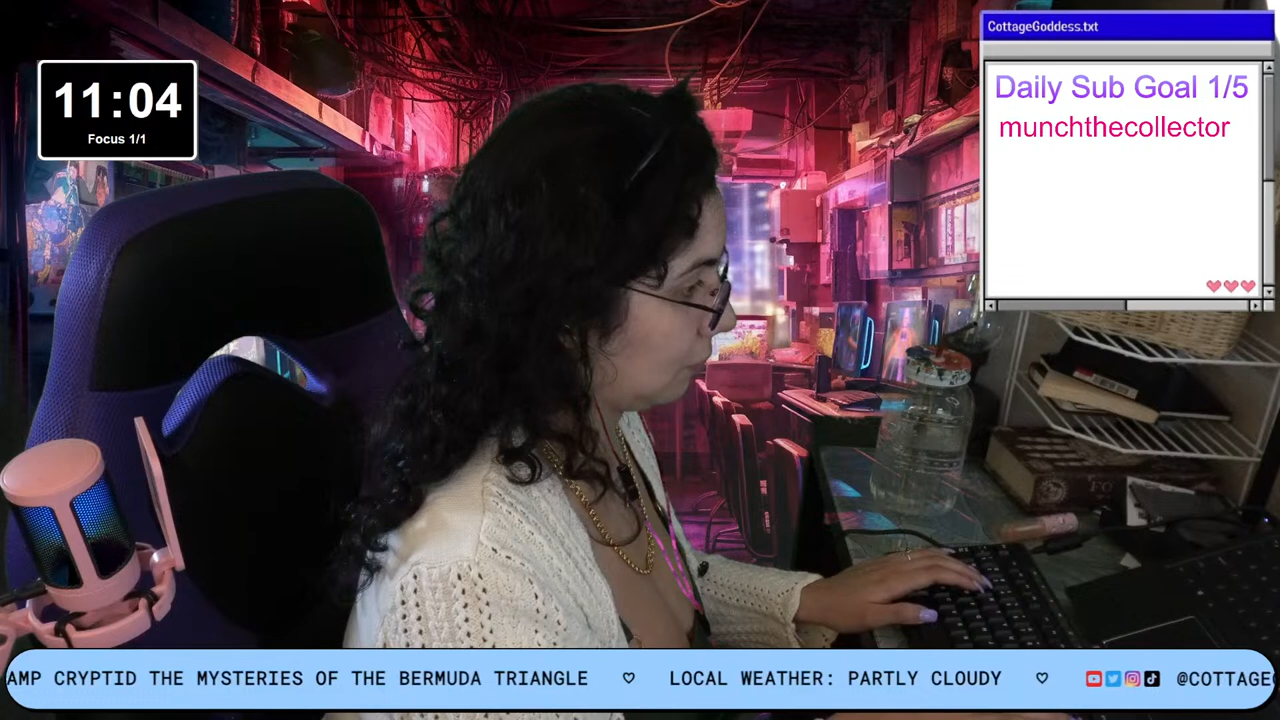 CottageGoddess.txt
11:04
Focus 1/1
Daily Sub Goal 1/5
munchthecollector
AMP CRYPTID THE MYSTERIES OF THE BERMUDA TRIANGLE ♡ LOCAL WEATHER: PARTLY CLOUDY ♡ @COTTAGE